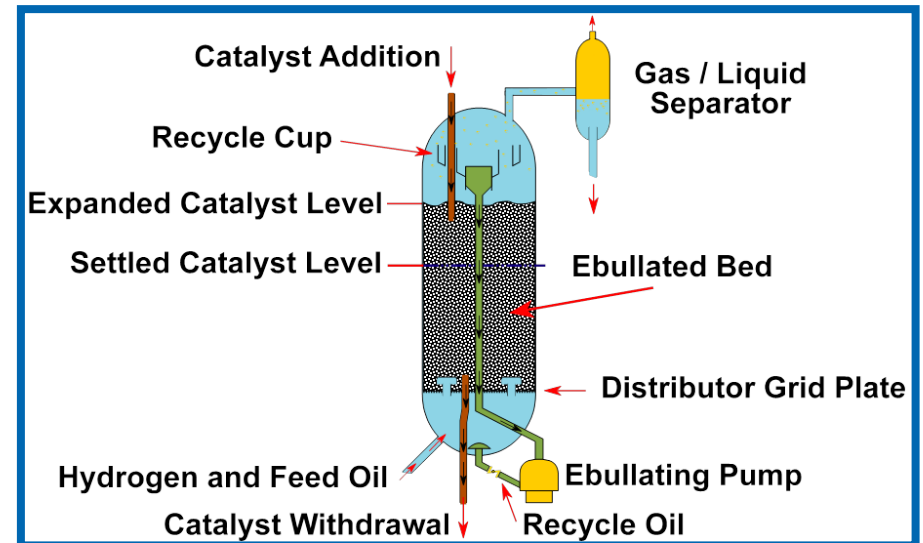 Catalyst Addition
Gas / Liquid
Separator
Recycle Cup
Expanded Catalyst Level
Settled Catalyst Level
Ebullated Bed
Distributor Grid Plate
Hydrogen and Feed Oil
Ebullating Pump
Catalyst Withdrawal
Recycle Oil